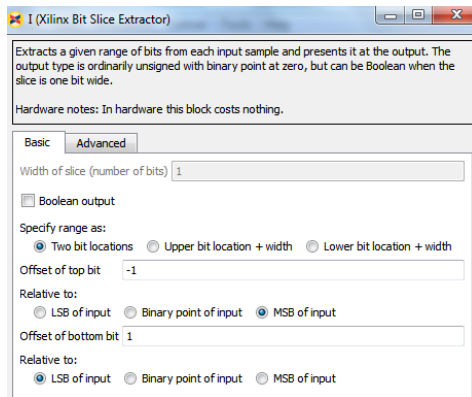 I (Xilinx Bit Slice Extractor)
Extracts a given range of bits from each input sample and presents it at the output. The
output type is ordinarily unsigned with binary point at zero, but can be Boolean when the
slice is one bit wide.
Hardware notes: In hardware this block costs nothing.
Basic Advanced
Width of slice (number of bits) 1
Boolean output
Specify range as:
Two bit locations Upper bit location + width Lower bit location + width
Offset of top bit -1
Relative to:
LSB of input Binary point of input MSB of input
Offset of bottom bit 1
Relative to:
LSB of input Binary point of input MSB of input